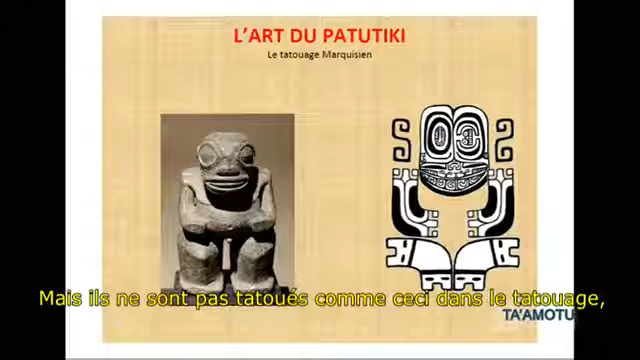 L'ART DU PATUTIKI
Le tatouage Marquisien
Mais ils ne sont pas tatoués comme ceci dans le tatouage,
TA'AMOTU